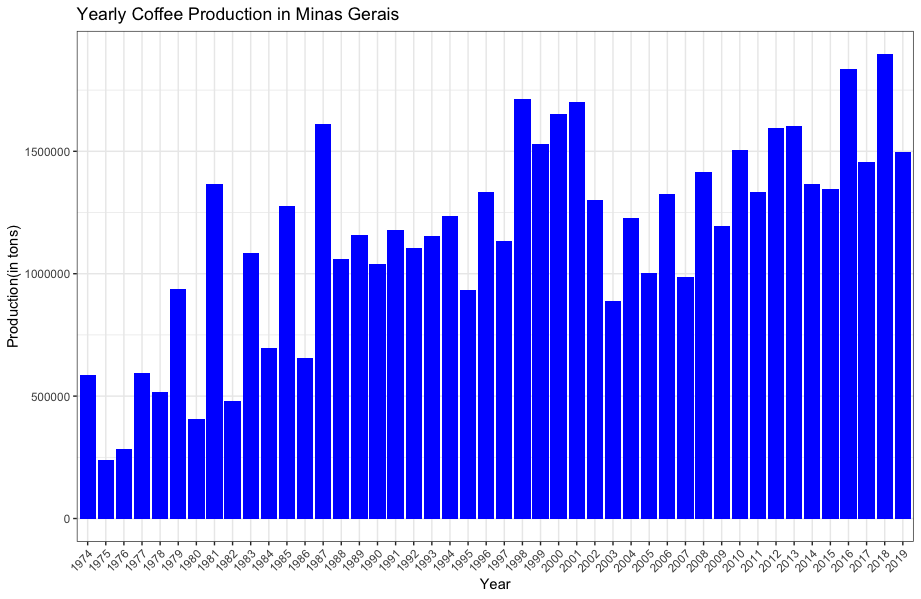 Yearly Coffee Production in Minas Gerais
Production(in tons)
1500000
1000000
500000
0
1974 1975 1976 1977 1978 1979 1980 1981 1982 1983 1984 1985 1986 1987 1988 1989 1990 1991 1992 1993 1994 1995 1996 1997 1998 1999 2000 2001 2002 2003 2004 2005 2006 2007 2008 2009 2010 2011 2012 2013 2014 2015 2016 2017 2018 2019
Year